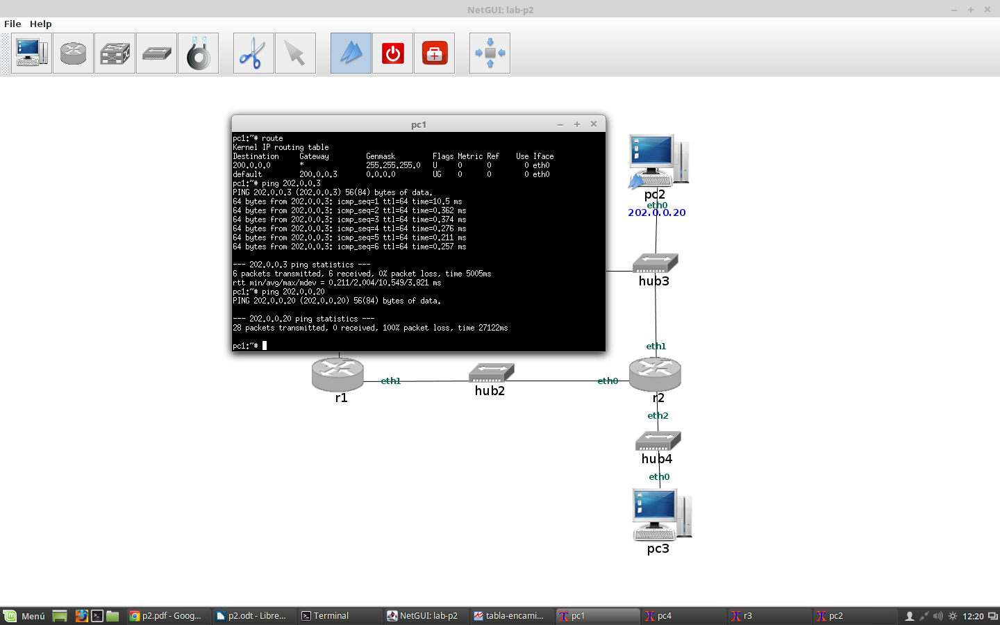 NetGUI: lab-p2
File Help
pc1
pc1:~# route
Kernel IP routing table
Destination Gateway Genmask Flags Metric Ref Use Iface
200.0.0.0 * 255.255.255.0 U 0 0 0 eth0
default 200.0.0.3 0.0.0.0 UG 0 0 0 eth0
pc1:~# ping 202.0.0.3
PING 202.0.0.3 (202.0.0.3) 56(84) bytes of data.
64 bytes from 202.0.0.3: icmp_seq=1 ttl=64 time=10.5 ms
64 bytes from 202.0.0.3: icmp_seq=2 ttl=64 time=0.362 ms
64 bytes from 202.0.0.3: icmp_seq=3 ttl=64 time=0.374 ms
64 bytes from 202.0.0.3: icmp_seq=4 ttl=64 time=0.276 ms
64 bytes from 202.0.0.3: icmp_seq=5 ttl=64 time=0.211 ms
64 bytes from 202.0.0.3: icmp_seq=6 ttl=64 time=0.257 ms
--- 202.0.0.3 ping statistics ---
6 packets transmitted, 6 received, 0% packet loss, time 5005ms
rtt min/avg/max/mdev = 0.211/2.004/10.549/3.821 ms
pc1:~# ping 202.0.0.20
PING 202.0.0.20 (202.0.0.20) 56(84) bytes of data.
--- 202.0.0.20 ping statistics ---
28 packets transmitted, 0 received, 100% packet loss, time 27122ms
pc1:~#
pc2
eth0
202.0.0.20
hub3
eth1
r1
eth1
hub2
eth0
r2
eth2
hub4
eth0
pc3
Menú
p2.pdf - Goog...
p2.odt - Libre...
Terminal
NetGUI: lab-p2
tabla-encami...
pc1
pc4
r3
pc2
12:20